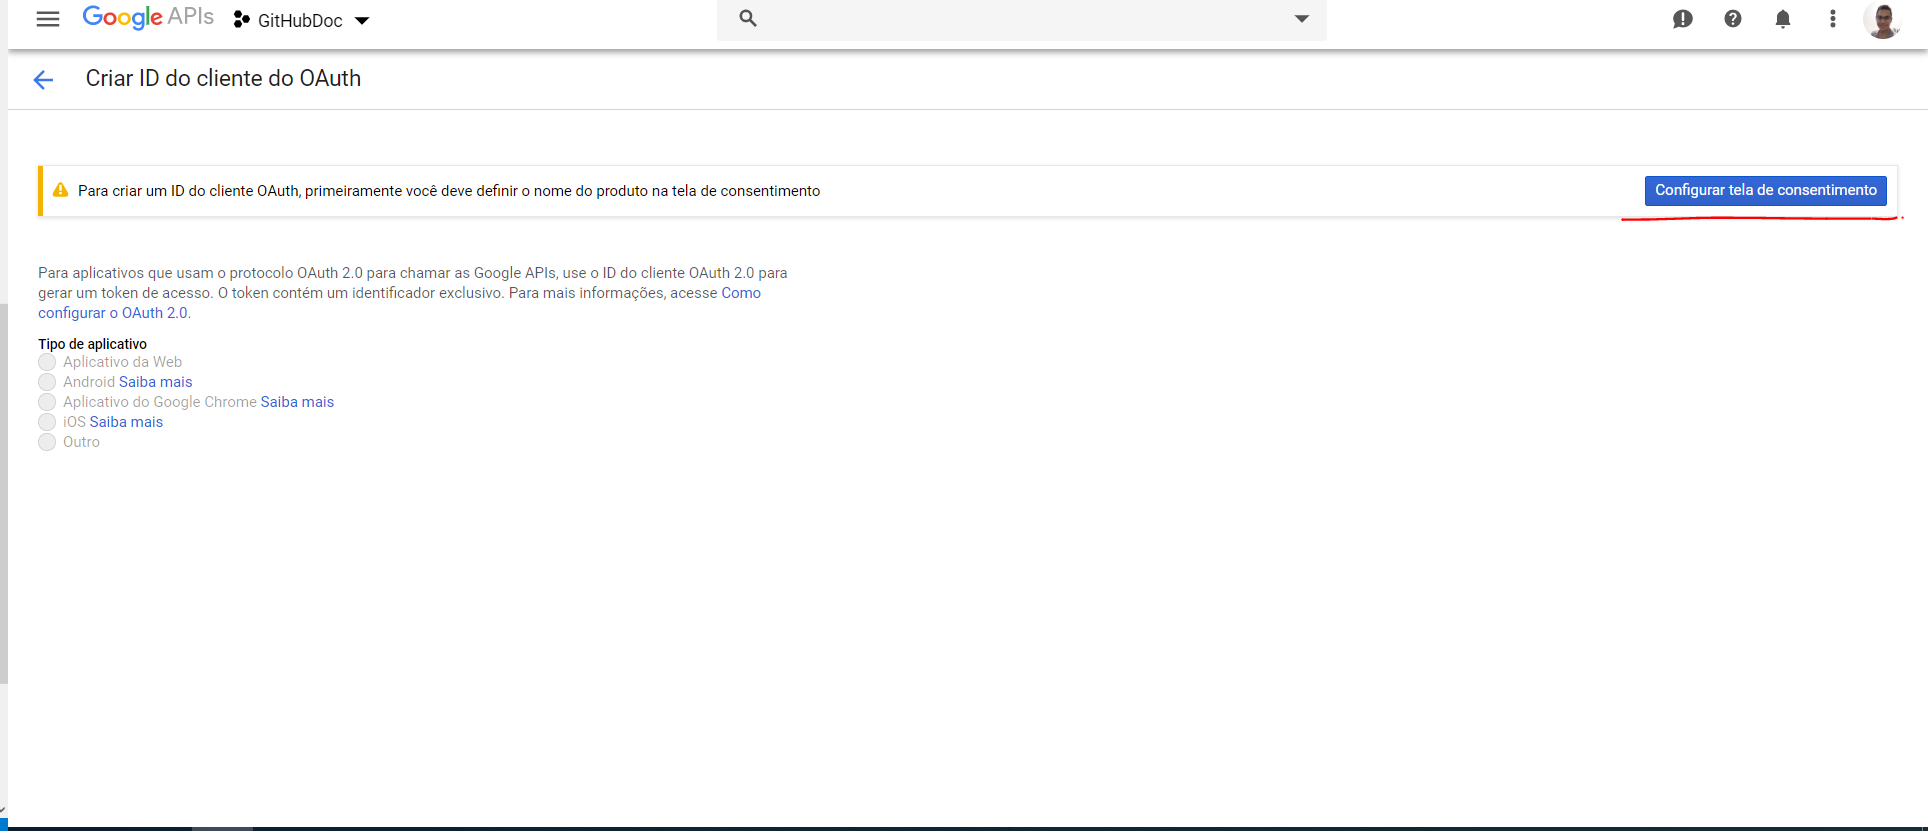 Google APIs GitHubDoc
Criar ID do cliente do OAuth
Para criar um ID do cliente OAuth, primeiramente você deve definir o nome do produto na tela de consentimento
Configurar tela de consentimento
Para aplicativos que usam o protocolo OAuth 2.0 para chamar as Google APIs, use o ID do cliente OAuth 2.0 para
gerar um token de acesso. O token contém um identificador exclusivo. Para mais informações, acesse Como
configurar o OAuth 2.0.
Tipo de aplicativo
Aplicativo da Web
Android Saiba mais
Aplicativo do Google Chrome Saiba mais
iOS Saiba mais
Outro